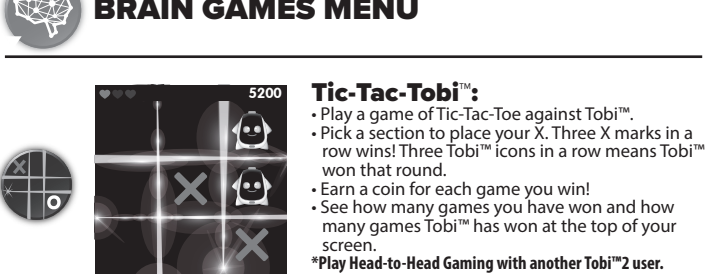 BRAIN GAMES MENU
5200
Tic-Tac-Tobi™:
• Play a game of Tic-Tac-Toe against Tobi™.
• Pick a section to place your X. Three X marks in a
row wins! Three Tobi™ icons in a row means Tobi™
won that round.
• Earn a coin for each game you win!
• See how many games you have won and how
many games Tobi™ has won at the top of your
screen.
*Play Head-to-Head Gaming with another Tobi™2 user.